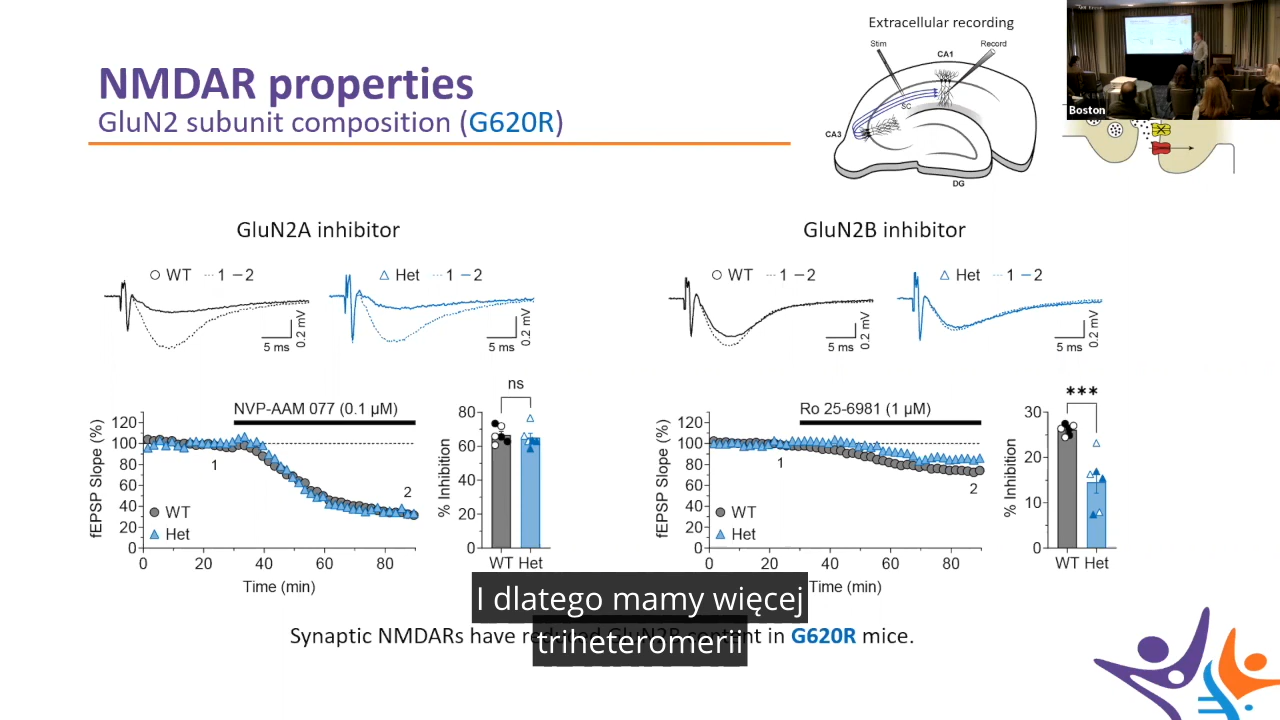 NMDAR properties
GluN2 subunit composition (G620R)
Extracellular recording
Stim
Record
CA1
SC
CA3
DG
Boston
GluN2A inhibitor
WT 1 2
Het 1 2
0.2 mV
5 ms
0.2 mV
5 ms
NVP-AAM 077 (0.1 µM)
fEPSP Slope (%)
120
100
80
60
40
20
0
1
2
WT
Het
0 20 40 60 80
Time (min)
ns
% Inhibition
80
60
40
20
0
WT Het
GluN2B inhibitor
WT 1 2
Het 1 2
0.2 mV
5 ms
0.2 mV
5 ms
Ro 25-6981 (1 µM)
fEPSP Slope (%)
120
100
80
60
40
20
0
1
2
WT
Het
0 20 40 60 80
Time (min)
***
% Inhibition
30
20
10
0
WT Het
I dlatego mamy więcej
triheteromerii
Synaptic NMDARs have in G620R mice.